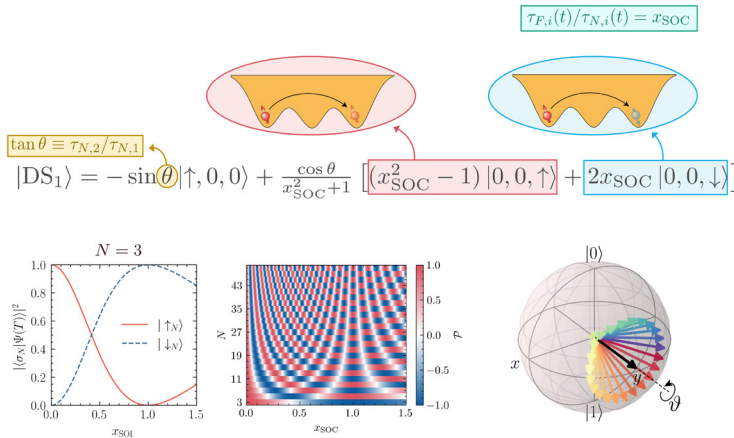 τ_{F,i}(t)/τ_{N,i}(t) = x_SOC
tan θ ≡ τ_{N,2}/τ_{N,1}
|DS₁⟩ = − sin θ |↑, 0, 0⟩ + cos θ/(x²_SOC+1) [(x²_SOC − 1) |0, 0, ↑⟩ + 2x_SOC |0, 0, ↓⟩]
N = 3
|⟨σ_N|Ψ(T)⟩|²
1.0
0.8
0.6
0.4
0.2
0.0
|↑_N⟩
|↓_N⟩
0.0 0.5 1.0 1.5
x_SOI
N
43
35
27
19
11
3
0.0 0.5 1.0 1.5
x_SOC
1.0
0.5
0.0
−0.5
−1.0
|0⟩
x
y
ϑ
|1⟩